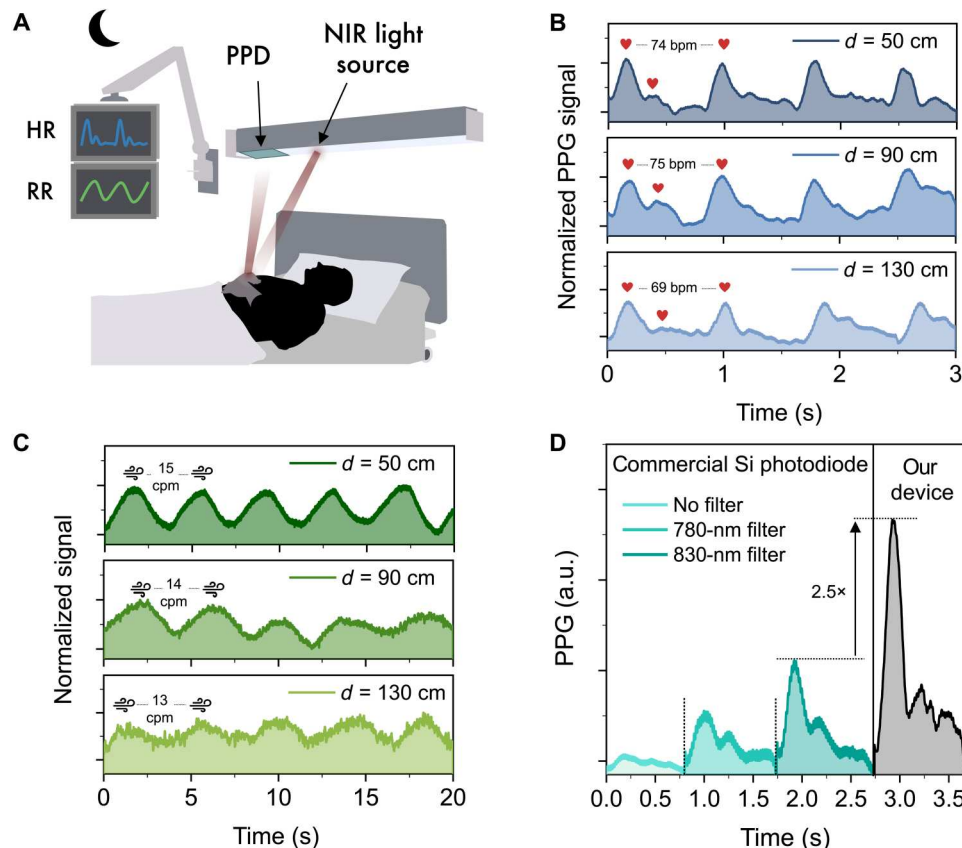 A
PPD
NIR light
source
HR
RR
B
Normalized PPG signal
74 bpm
d = 50 cm
75 bpm
d = 90 cm
69 bpm
d = 130 cm
0 1 2 3
Time (s)
C
Normalized signal
15
cpm
d = 50 cm
14
cpm
d = 90 cm
13
cpm
d = 130 cm
0 5 10 15 20
Time (s)
D
PPG (a.u.)
Commercial Si photodiode
Our
device
No filter
780-nm filter
830-nm filter
2.5×
0.0 0.5 1.0 1.5 2.0 2.5 3.0 3.5
Time (s)